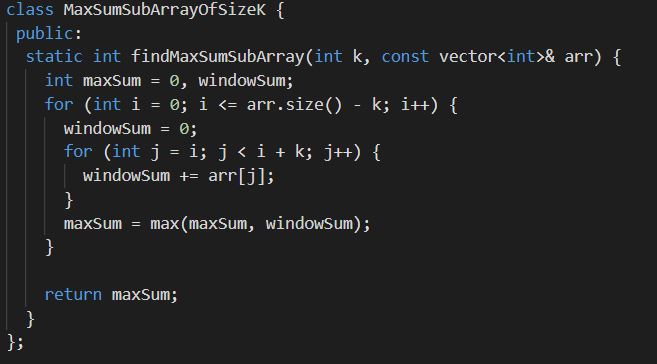 class MaxSumSubArrayOfSizeK {
 public:
  static int findMaxSumSubArray(int k, const vector<int>& arr) {
    int maxSum = 0, windowSum;
    for (int i = 0; i <= arr.size() - k; i++) {
      windowSum = 0;
      for (int j = i; j < i + k; j++) {
        windowSum += arr[j];
      }
      maxSum = max(maxSum, windowSum);
    }

    return maxSum;
  }
};